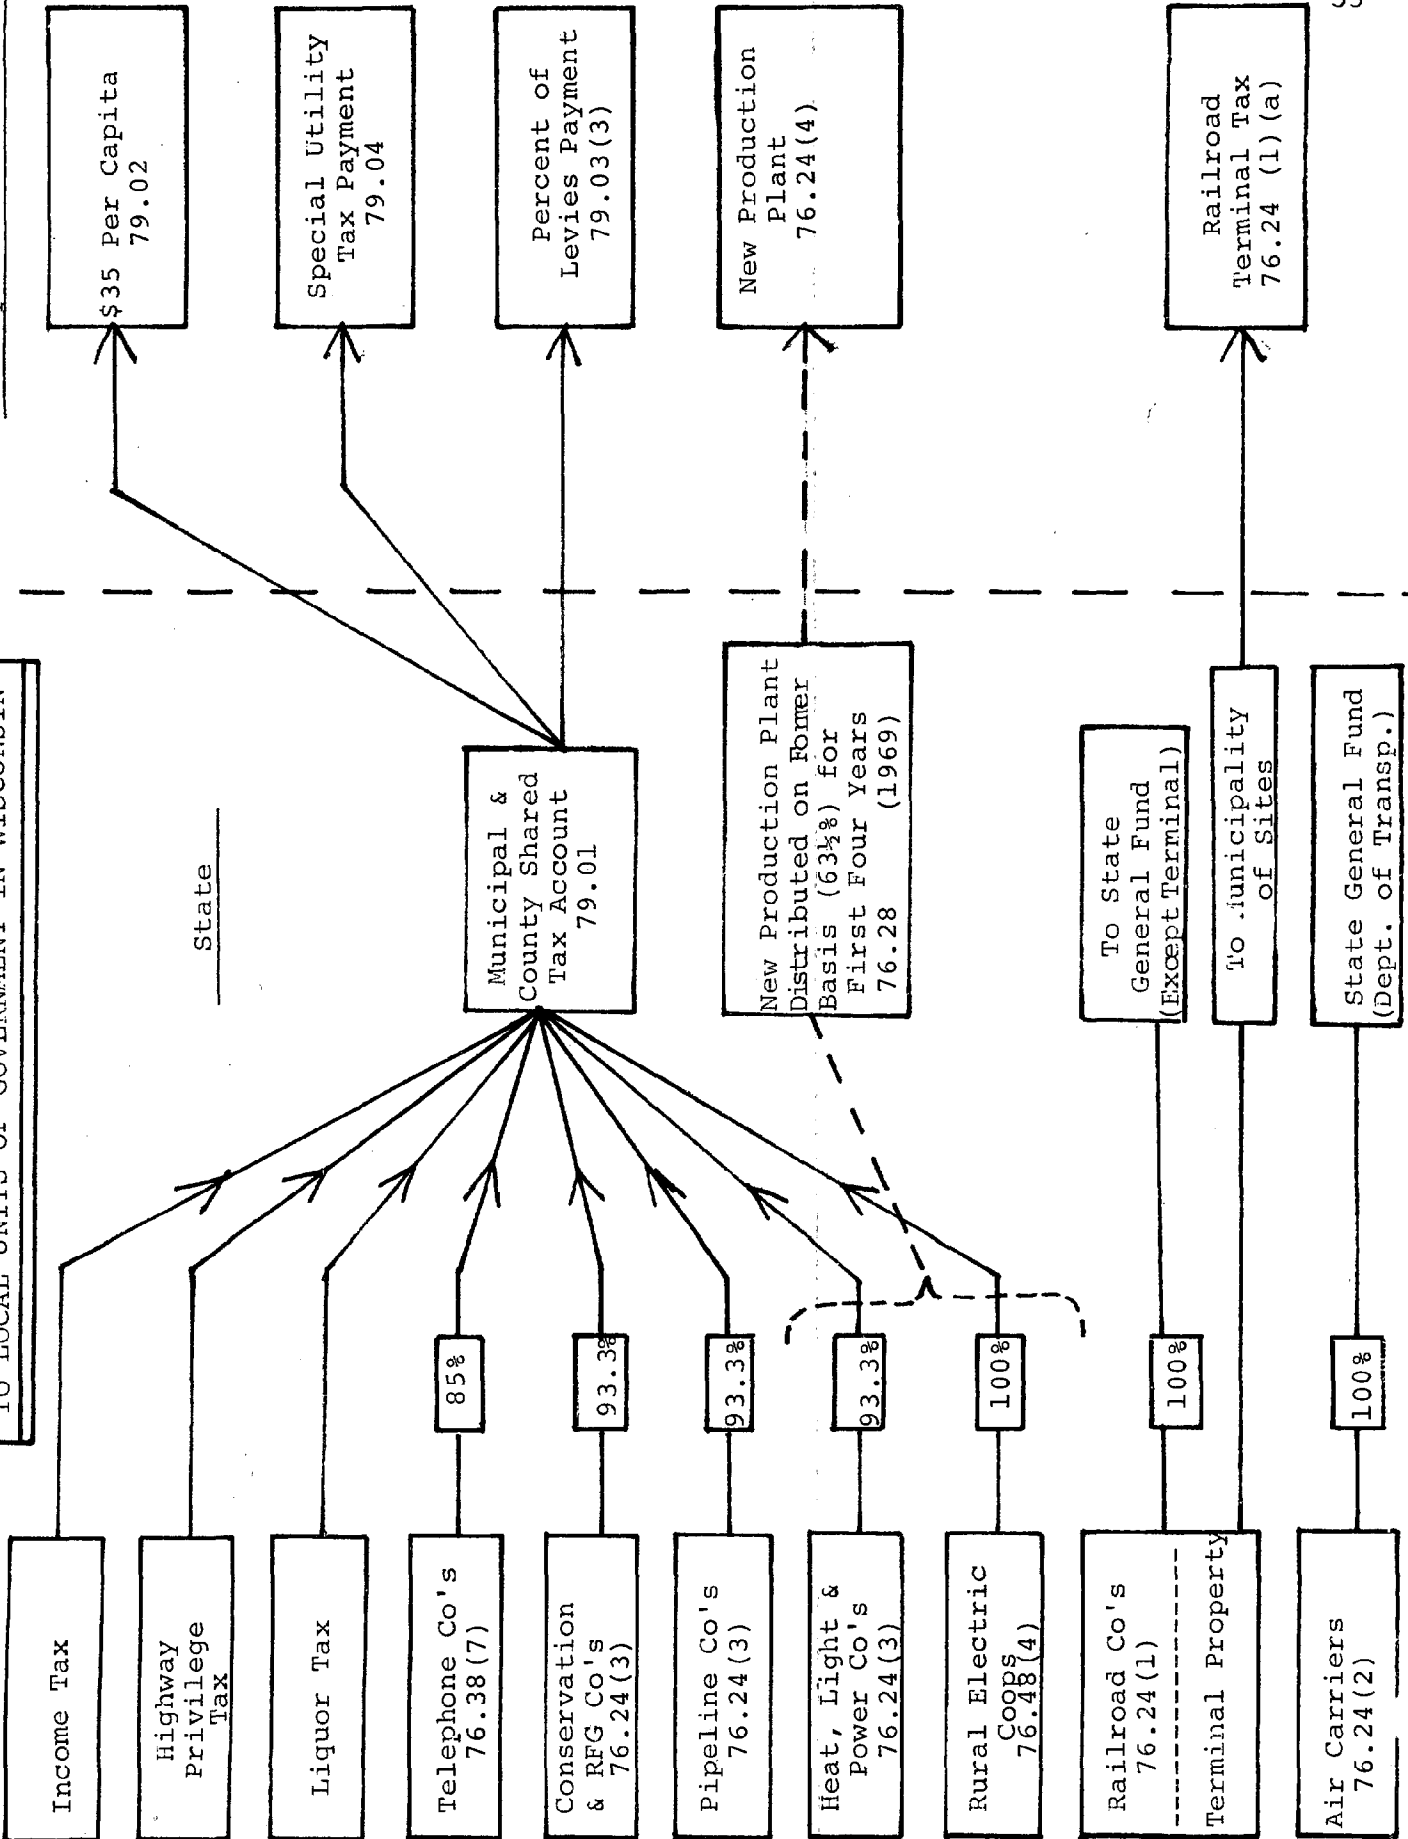 TO LOCAL UNITS OF GOVERNMENT IN WISCONSIN
State
Income Tax
Highway
Privilege
Tax
Liquor Tax
Telephone Co's
76.38(7)
85%
Conservation
& RFG Co's
76.24(3)
93.3%
Pipeline Co's
76.24(3)
93.3%
Heat, Light &
Power Co's
76.24(3)
93.3%
Rural Electric
Coops
76.48(4)
100%
Railroad Co's
76.24(1)
Terminal Property
100%
Air Carriers
76.24(2)
100%
Municipal &
County Shared
Tax Account
79.01
New Production Plant
Distributed on Former
Basis (63½%) for
First Four Years
76.28 (1969)
To State
General Fund
(Except Terminal)
To Municipality
of Sites
State General Fund
(Dept. of Transp.)
$35 Per Capita
79.02
Special Utility
Tax Payment
79.04
Percent of
Levies Payment
79.03(3)
New Production
Plant
76.24(4)
Railroad
Terminal Tax
76.24 (1)(a)